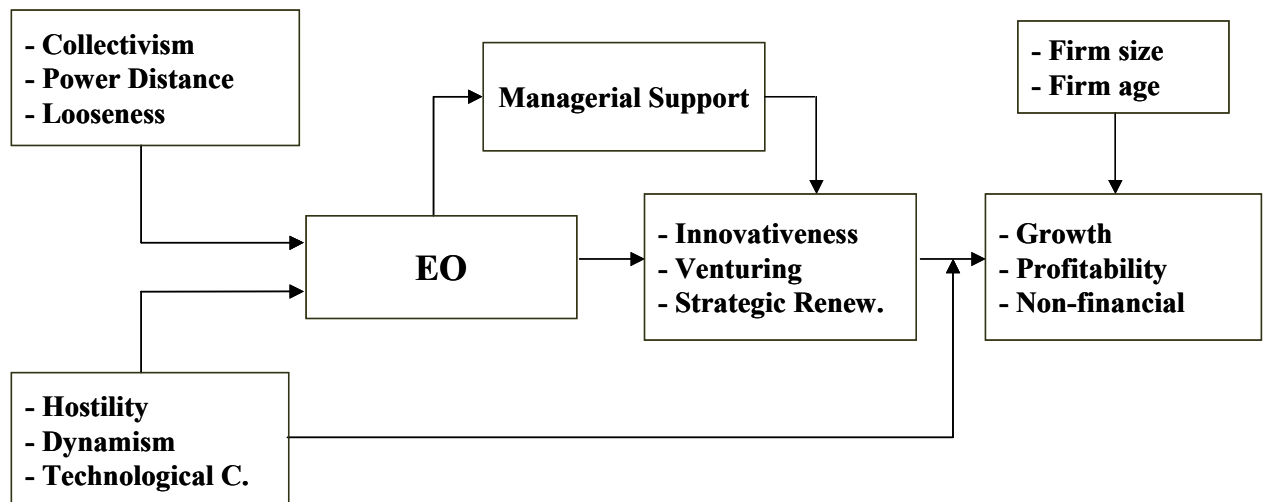 - Collectivism
- Power Distance
- Looseness
Managerial Support
- Firm size
- Firm age
EO
- Innovativeness
- Venturing
- Strategic Renew.
- Growth
- Profitability
- Non-financial
- Hostility
- Dynamism
- Technological C.